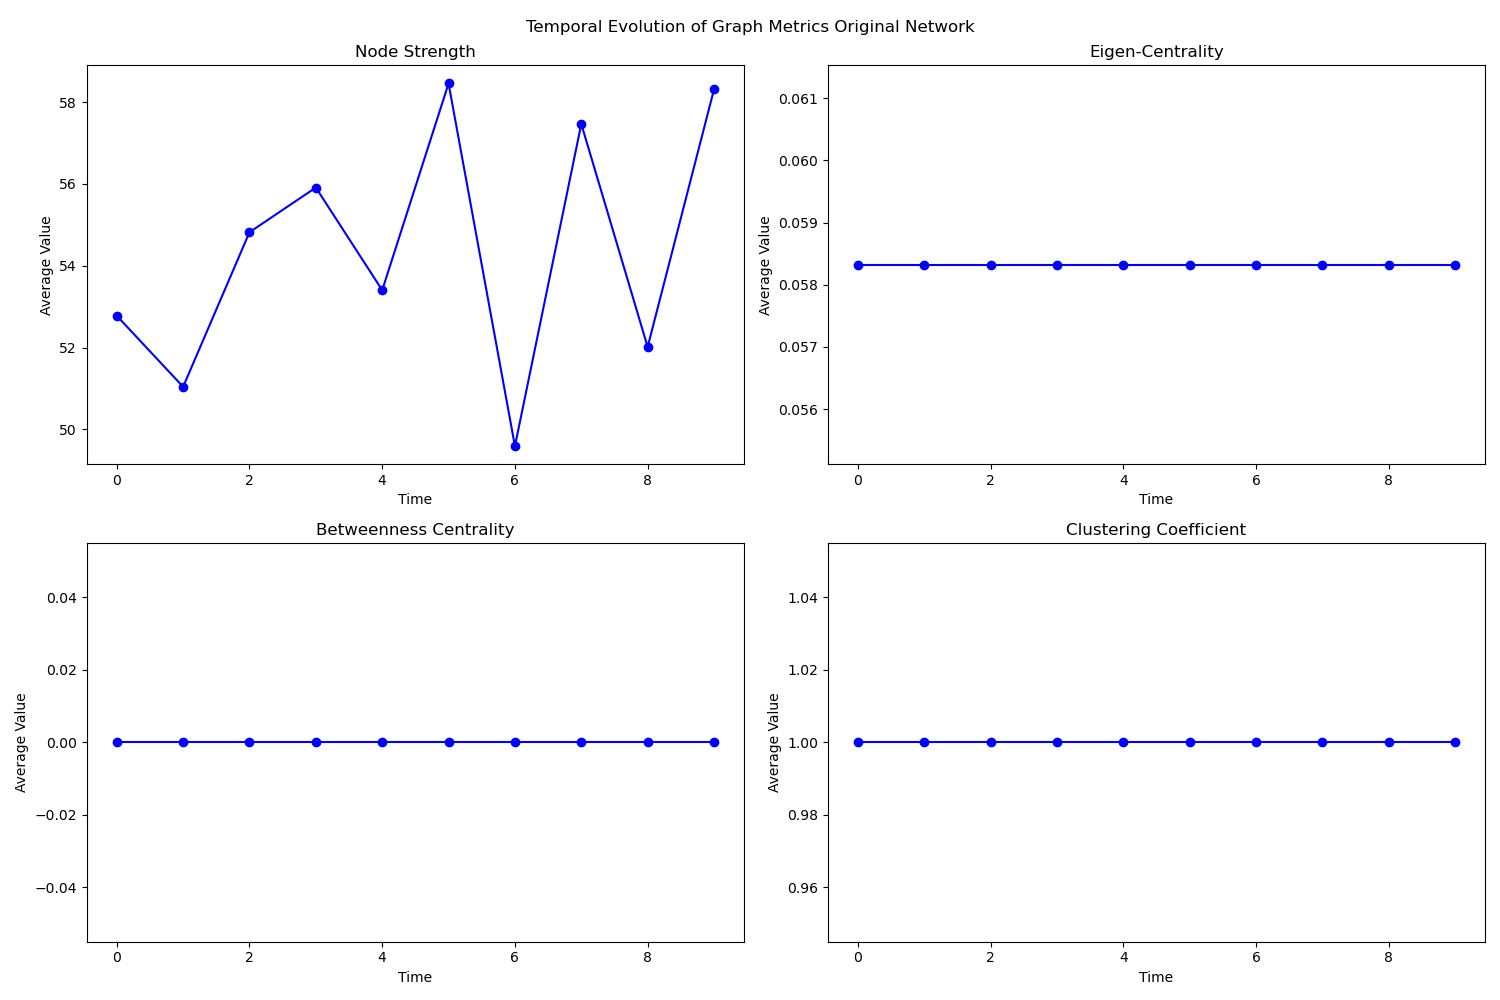 Temporal Evolution of Graph Metrics Original Network
Node Strength
58
56
54
52
50
Average Value
0 2 4 6 8
Time
Eigen-Centrality
0.061
0.060
0.059
0.058
0.057
0.056
Average Value
0 2 4 6 8
Time
Betweenness Centrality
0.04
0.02
0.00
−0.02
−0.04
Average Value
0 2 4 6 8
Time
Clustering Coefficient
1.04
1.02
1.00
0.98
0.96
Average Value
0 2 4 6 8
Time